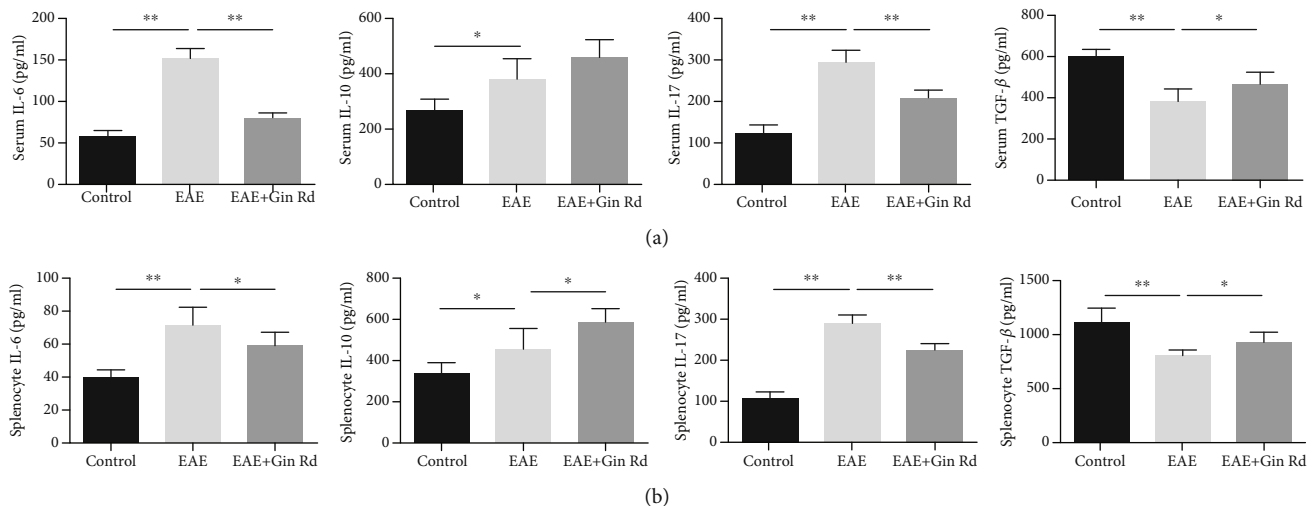 Serum IL-6 (pg/ml)
200
150
100
50
0
** **
Control EAE EAE+Gin Rd
Serum IL-10 (pg/ml)
600
400
200
0
*
Control EAE EAE+Gin Rd
Serum IL-17 (pg/ml)
400
300
200
100
0
** **
Control EAE EAE+Gin Rd
Serum TGF-β (pg/ml)
800
600
400
200
0
** *
Control EAE EAE+Gin Rd
(a)
Splenocyte IL-6 (pg/ml)
80
60
40
20
0
** *
Control EAE EAE+Gin Rd
Splenocyte IL-10 (pg/ml)
800
600
400
400
0
* *
Control EAE EAE+Gin Rd
Splenocyte IL-17 (pg/ml)
400
300
200
100
0
** **
Control EAE EAE+Gin Rd
Splenocyte TGF-β (pg/ml)
1500
1000
1500
0
** *
Control EAE EAE+Gin Rd
(b)